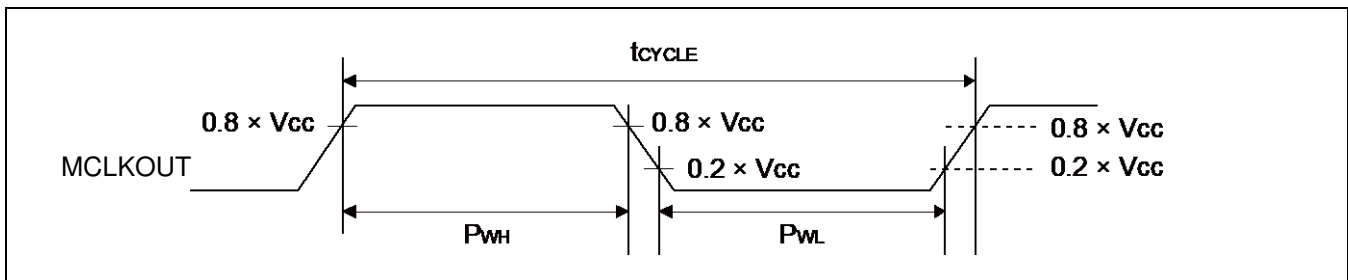 tCYCLE
0.8 × Vcc
0.8 × Vcc
0.8 × Vcc
MCLKOUT
0.2 × Vcc
0.2 × Vcc
PWH
PWL